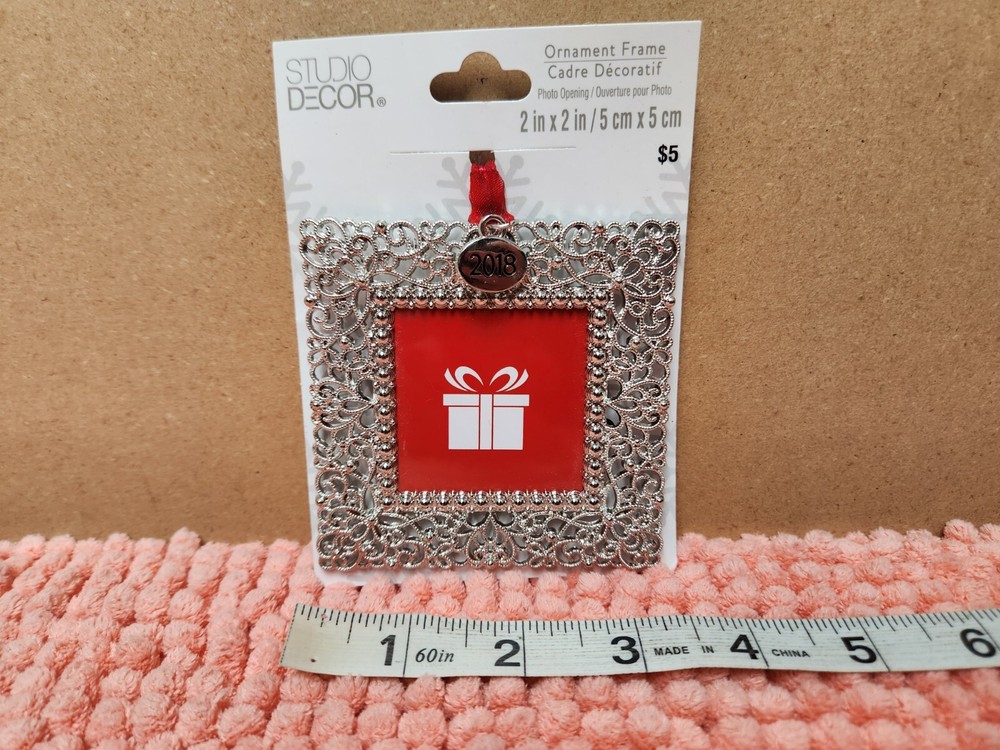 STUDIO
DECOR®
Ornament Frame
Cadre Décoratif
Photo Opening / Ouverture pour Photo
2 in x 2 in / 5 cm x 5 cm
$5
2018
1 60in 2 3 MADE IN 4 CHINA 5 6